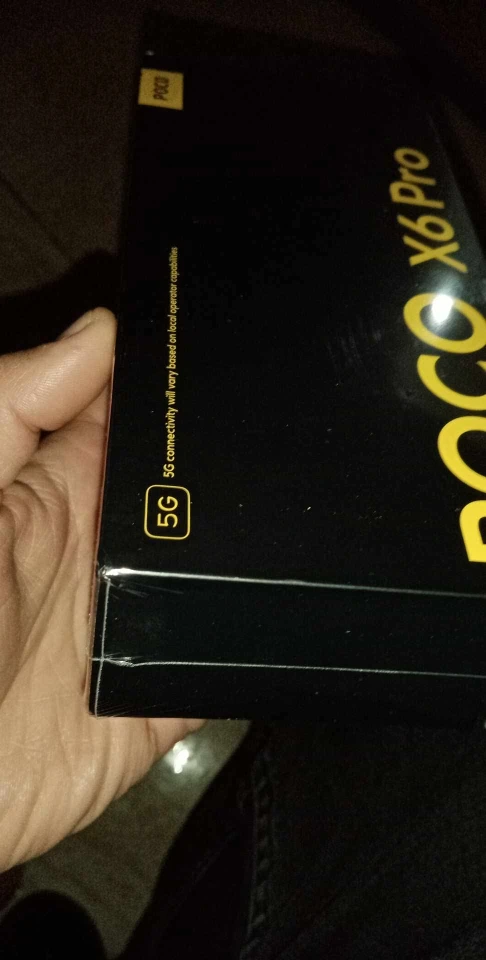 POCO
5G
5G connectivity will vary based on local operator capabilities
POCO X6 Pro